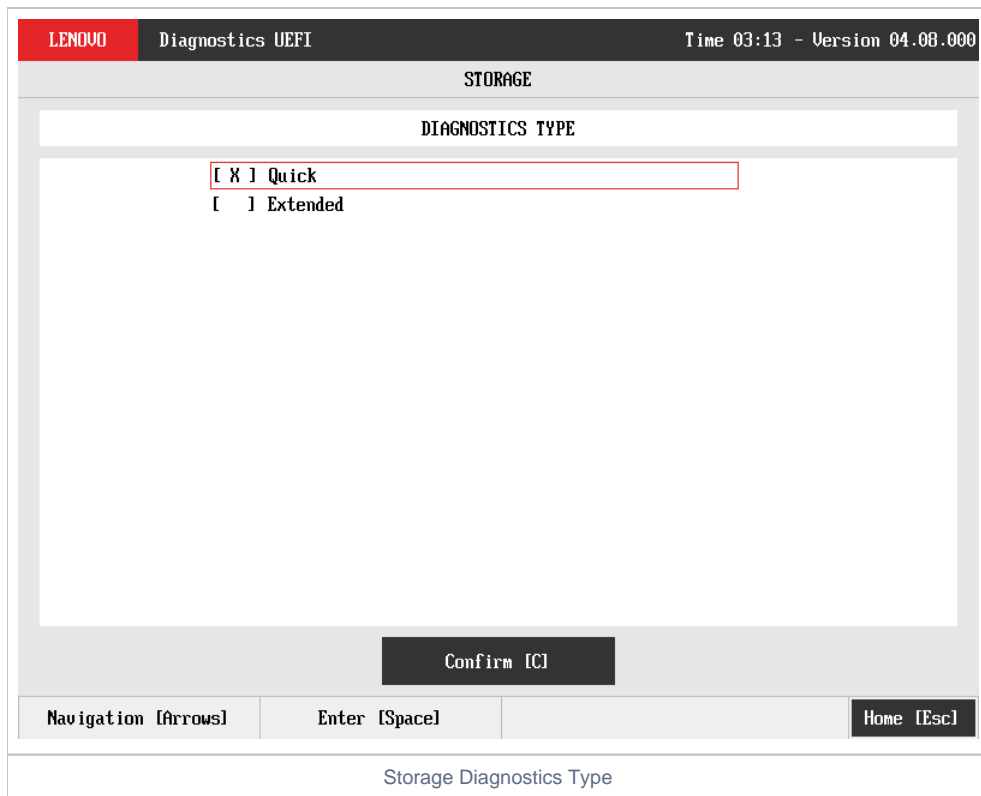 LENOVO Diagnostics UEFI Time 03:13 - Version 04.08.000
STORAGE
DIAGNOSTICS TYPE
[ X ] Quick
[ ] Extended
Confirm [C]
Navigation [Arrows] Enter [Space] Home [Esc]
Storage Diagnostics Type